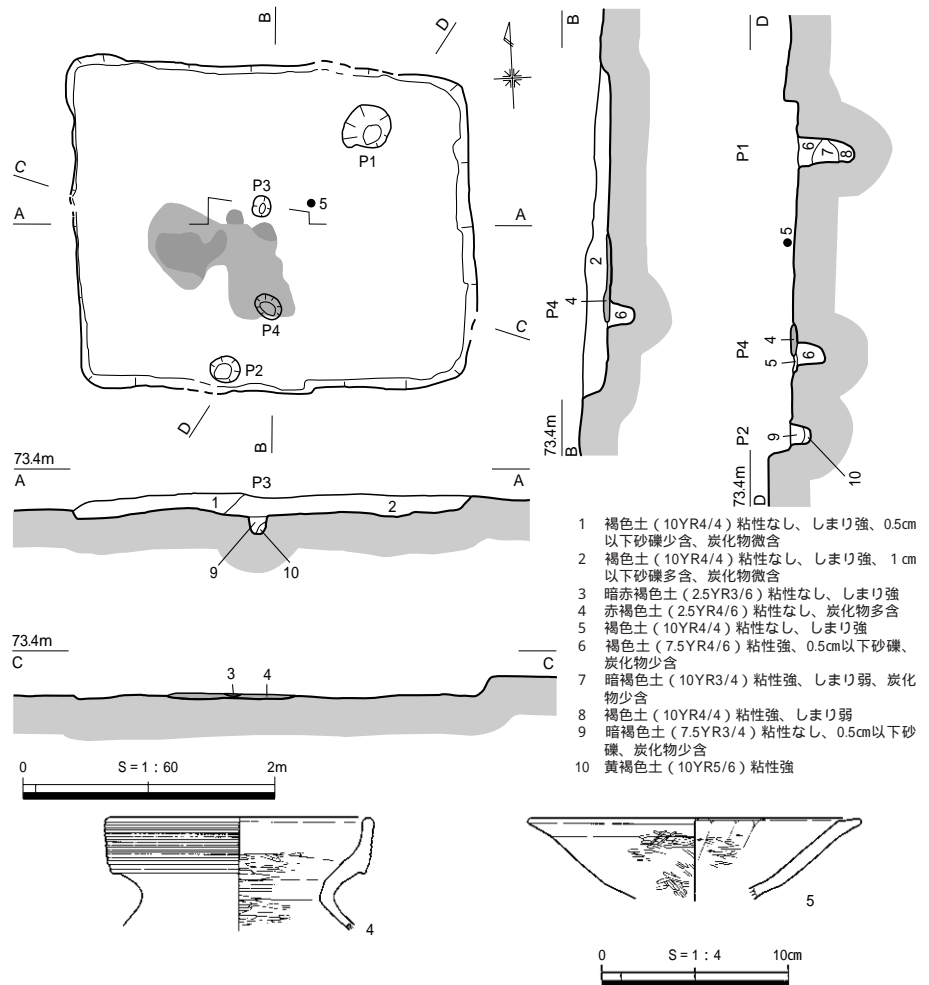 B
D
P1
C
P3
5
A
A
P4
C
P2
D
B
73.4m
A
P3
A
1
2
9
10
73.4m
C
C
3
4
0
S=1:60
2m
B
2
4
P4
6
73.4m
B
D
P1
6
7
8
5
P4
4
5
6
P2
9
10
73.4m
D
1 褐色土(10YR4/4)粘性なし、しまり強、0.5㎝
以下砂礫少含、炭化物微含
2 褐色土(10YR4/4)粘性なし、しまり強、1㎝
以下砂礫多含、炭化物微含
3 暗赤褐色土(2.5YR3/6)粘性なし、しまり強
4 赤褐色土(2.5YR4/6)粘性なし、炭化物多含
5 褐色土(10YR4/4)粘性なし、しまり強
6 褐色土(7.5YR4/6)粘性強、0.5㎝以下砂礫、
炭化物少含
7 暗褐色土(10YR3/4)粘性強、しまり弱、炭化
物少含
8 褐色土(10YR4/4)粘性強、しまり弱
9 暗褐色土(7.5YR3/4)粘性なし、0.5㎝以下砂
礫、炭化物少含
10 黄褐色土(10YR5/6)粘性強
4
5
0
S=1:4
10㎝